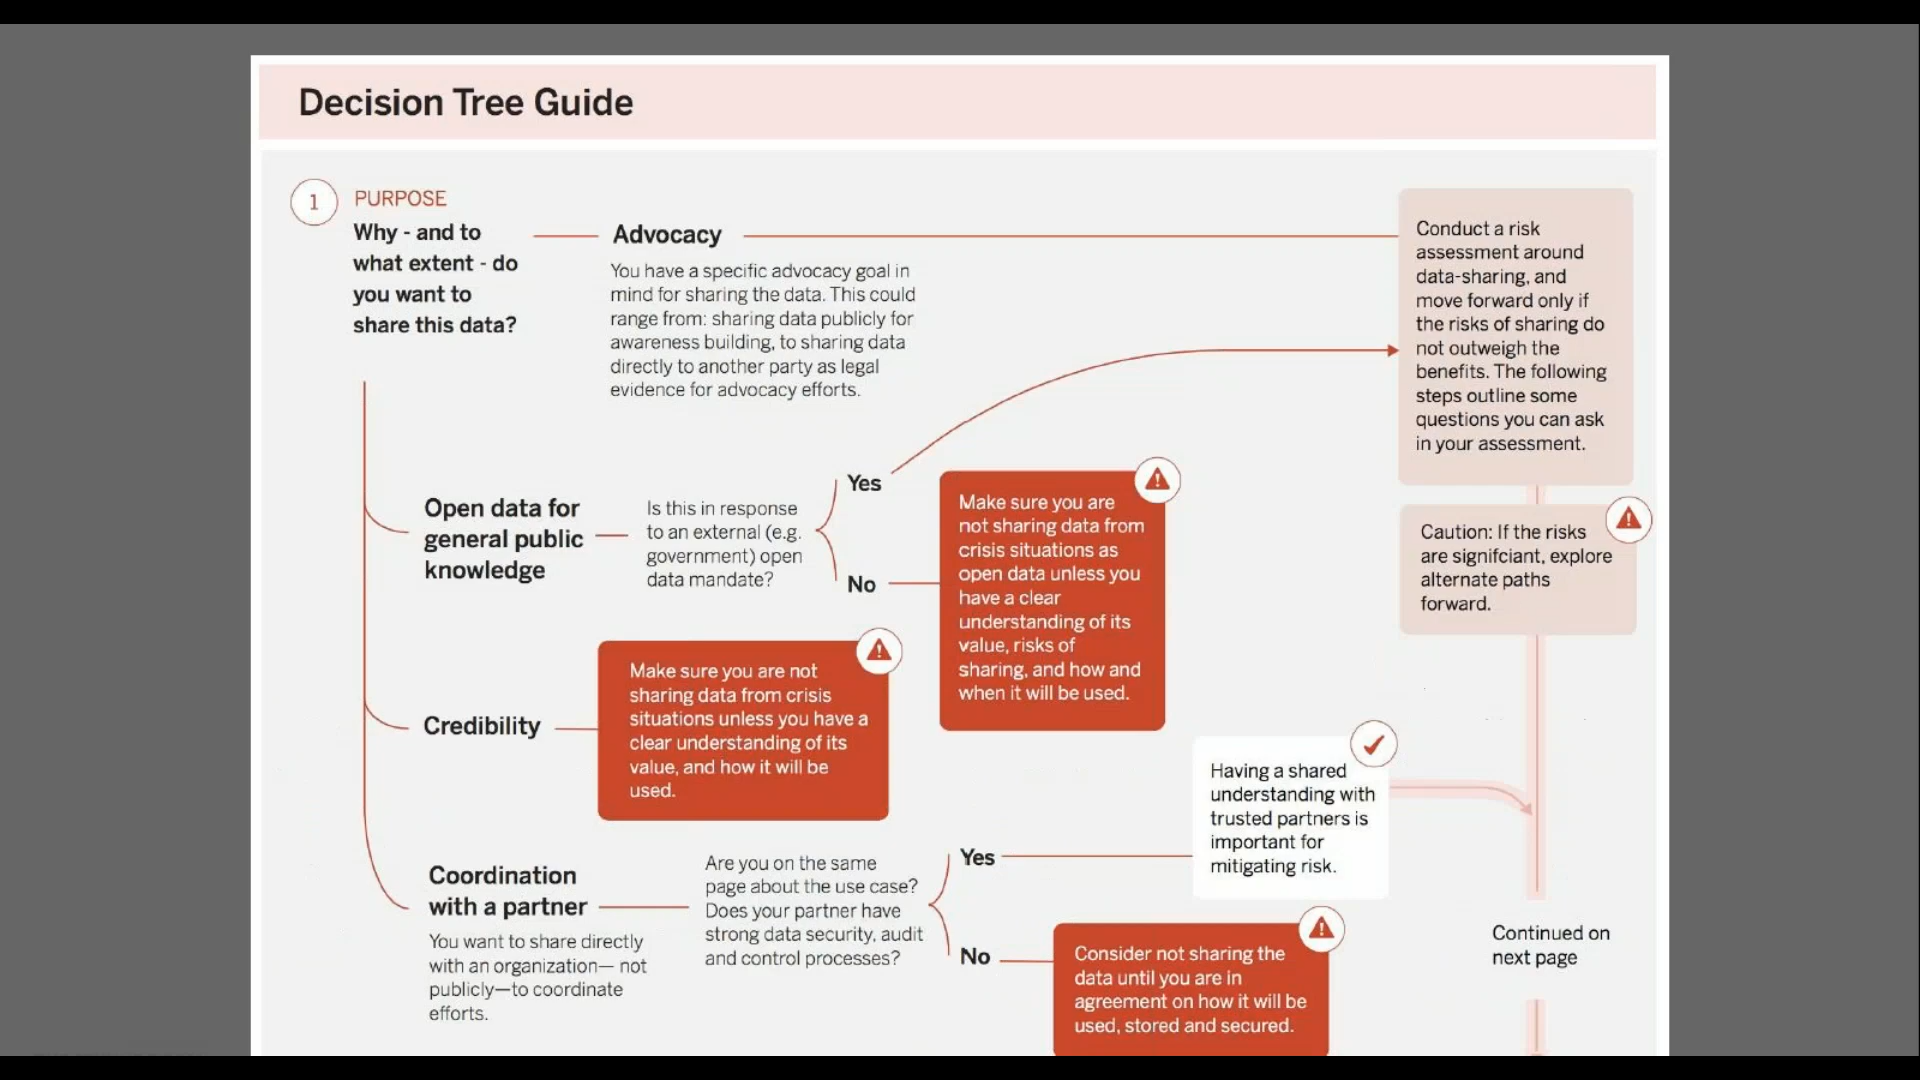 Decision Tree Guide
1
PURPOSE
Why - and to
what extent - do
you want to
share this data?
Advocacy
You have a specific advocacy goal in
mind for sharing the data. This could
range from: sharing data publicly for
awareness building, to sharing data
directly to another party as legal
evidence for advocacy efforts.
Conduct a risk
assessment around
data-sharing, and
move forward only if
the risks of sharing do
not outweigh the
benefits. The following
steps outline some
questions you can ask
in your assessment.
Caution: If the risks
are signifciant, explore
alternate paths
forward.
Open data for
general public
knowledge
Is this in response
to an external (e.g.
government) open
data mandate?
Yes
No
Make sure you are
not sharing data from
crisis situations as
open data unless you
have a clear
understanding of its
value, risks of
sharing, and how and
when it will be used.
Credibility
Make sure you are not
sharing data from crisis
situations unless you have a
clear understanding of its
value, and how it will be
used.
Coordination
with a partner
You want to share directly
with an organization— not
publicly—to coordinate
efforts.
Are you on the same
page about the use case?
Does your partner have
strong data security, audit
and control processes?
Yes
Having a shared
understanding with
trusted partners is
important for
mitigating risk.
No
Consider not sharing the
data until you are in
agreement on how it will be
used, stored and secured.
Continued on
next page